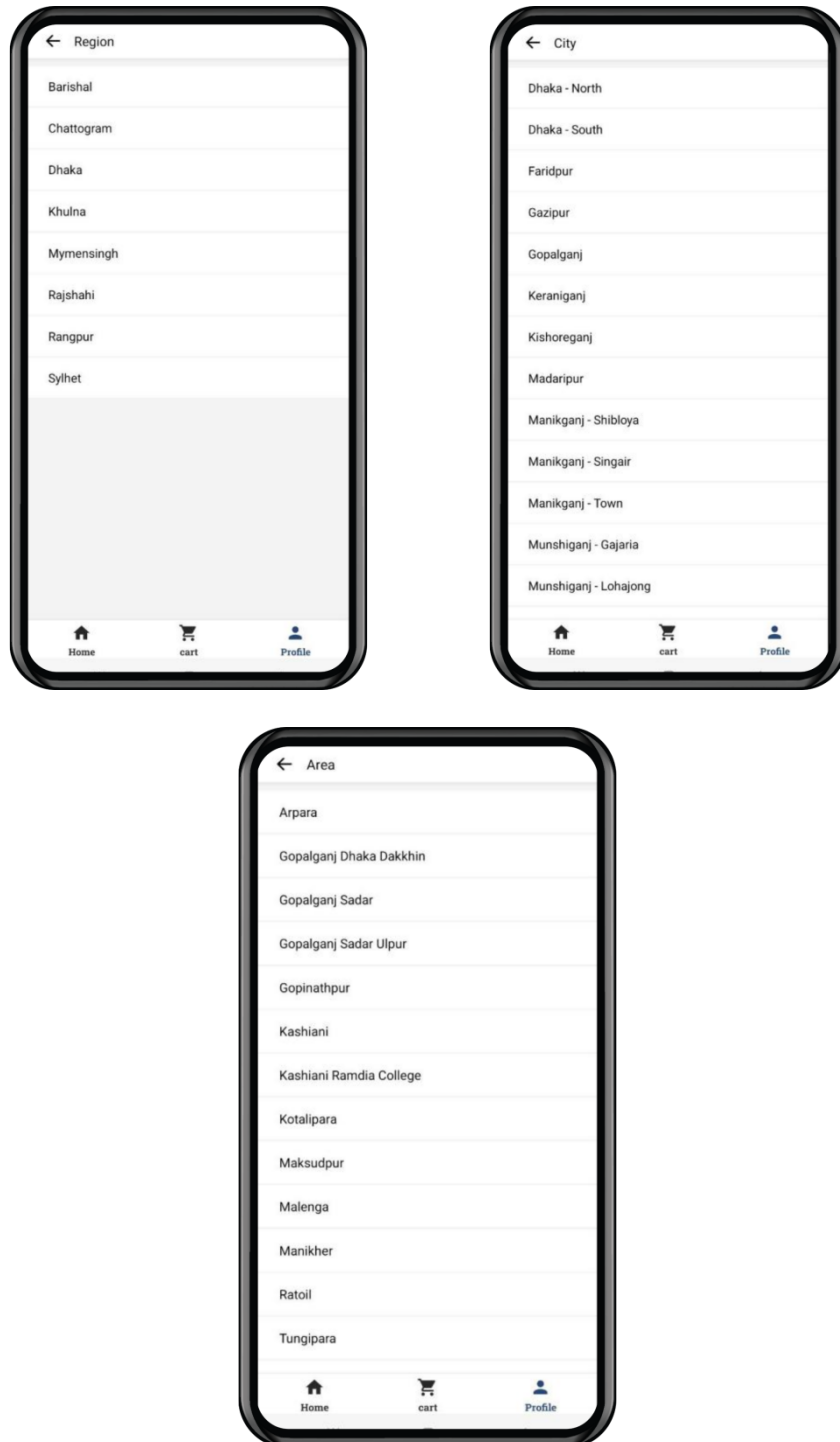 Region
Barishal
Chattogram
Dhaka
Khulna
Mymensingh
Rajshahi
Rangpur
Sylhet
Home cart Profile
City
Dhaka - North
Dhaka - South
Faridpur
Gazipur
Gopalganj
Keraniganj
Kishoreganj
Madaripur
Manikganj - Shibloya
Manikganj - Singair
Manikganj - Town
Munshiganj - Gajaria
Munshiganj - Lohajong
Home cart Profile
Area
Arpara
Gopalganj Dhaka Dakkhin
Gopalganj Sadar
Gopalganj Sadar Ulpur
Gopinathpur
Kashiani
Kashiani Ramdia College
Kotalipara
Maksudpur
Malenga
Manikher
Ratoil
Tungipara
Home cart Profile